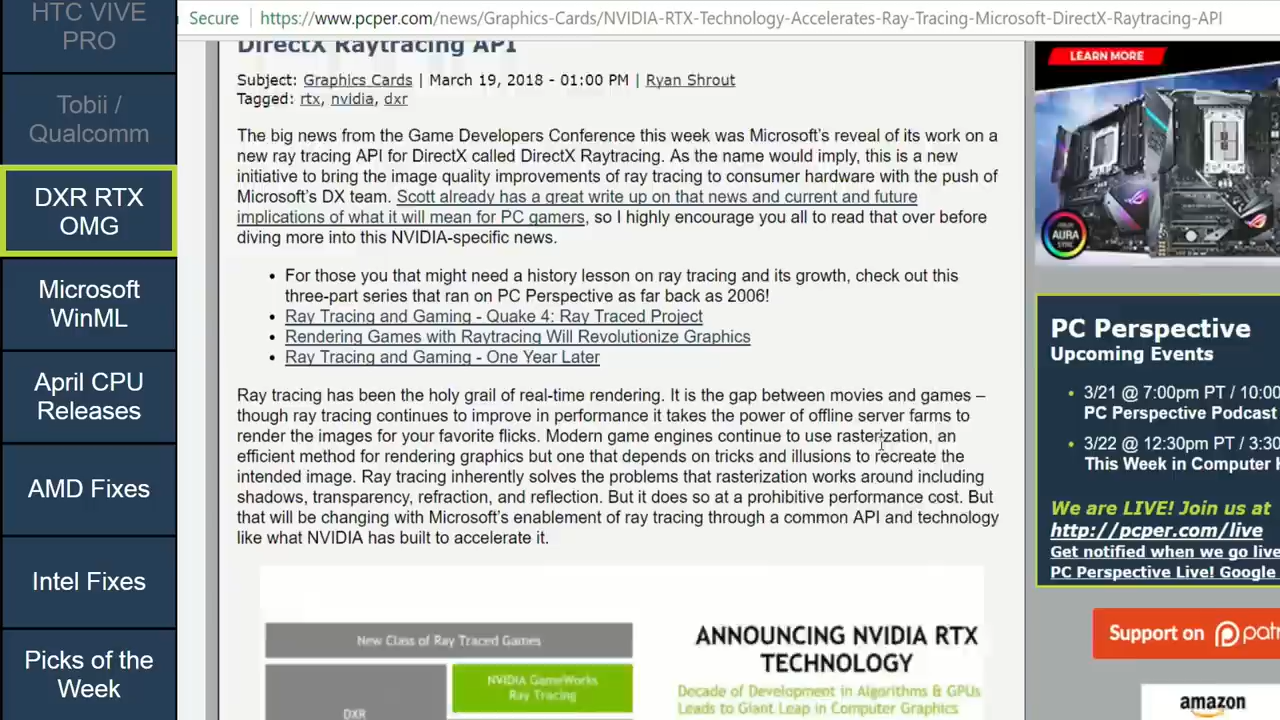 HTC VIVE
PRO
Tobii /
Qualcomm
DXR RTX
OMG
Microsoft
WinML
April CPU
Releases
AMD Fixes
Intel Fixes
Picks of the
Week
Secure
https://www.pcper.com/news/Graphics-Cards/NVIDIA-RTX-Technology-Accelerates-Ray-Tracing-Microsoft-DirectX-Raytracing-API
DirectX Raytracing API
Subject: Graphics Cards | March 19, 2018 - 01:00 PM | Ryan Shrout
Tagged: rtx, nvidia, dxr
The big news from the Game Developers Conference this week was Microsoft's reveal of its work on a
new ray tracing API for DirectX called DirectX Raytracing. As the name would imply, this is a new
initiative to bring the image quality improvements of ray tracing to consumer hardware with the push of
Microsoft's DX team. Scott already has a great write up on that news and current and future
implications of what it will mean for PC gamers, so I highly encourage you all to read that over before
diving more into this NVIDIA-specific news.
• For those you that might need a history lesson on ray tracing and its growth, check out this
three-part series that ran on PC Perspective as far back as 2006!
• Ray Tracing and Gaming - Quake 4: Ray Traced Project
• Rendering Games with Raytracing Will Revolutionize Graphics
• Ray Tracing and Gaming - One Year Later
Ray tracing has been the holy grail of real-time rendering. It is the gap between movies and games –
though ray tracing continues to improve in performance it takes the power of offline server farms to
render the images for your favorite flicks. Modern game engines continue to use rasterization, an
efficient method for rendering graphics but one that depends on tricks and illusions to recreate the
intended image. Ray tracing inherently solves the problems that rasterization works around including
shadows, transparency, refraction, and reflection. But it does so at a prohibitive performance cost. But
that will be changing with Microsoft's enablement of ray tracing through a common API and technology
like what NVIDIA has built to accelerate it.
New Class of Ray Traced Games
NVIDIA GameWorks
Ray Tracing
DXR
ANNOUNCING NVIDIA RTX
TECHNOLOGY
Decade of Development in Algorithms & GPUs
Leads to Giant Leap in Computer Graphics
LEARN MORE
AURA
SYNC
PC Perspective
Upcoming Events
• 3/21 @ 7:00pm PT / 10:00
PC Perspective Podcast
• 3/22 @ 12:30pm PT / 3:30
This Week in Computer H
We are LIVE! Join us at
http://pcper.com/live
Get notified when we go live
PC Perspective Live! Google
Support on patr
amazon